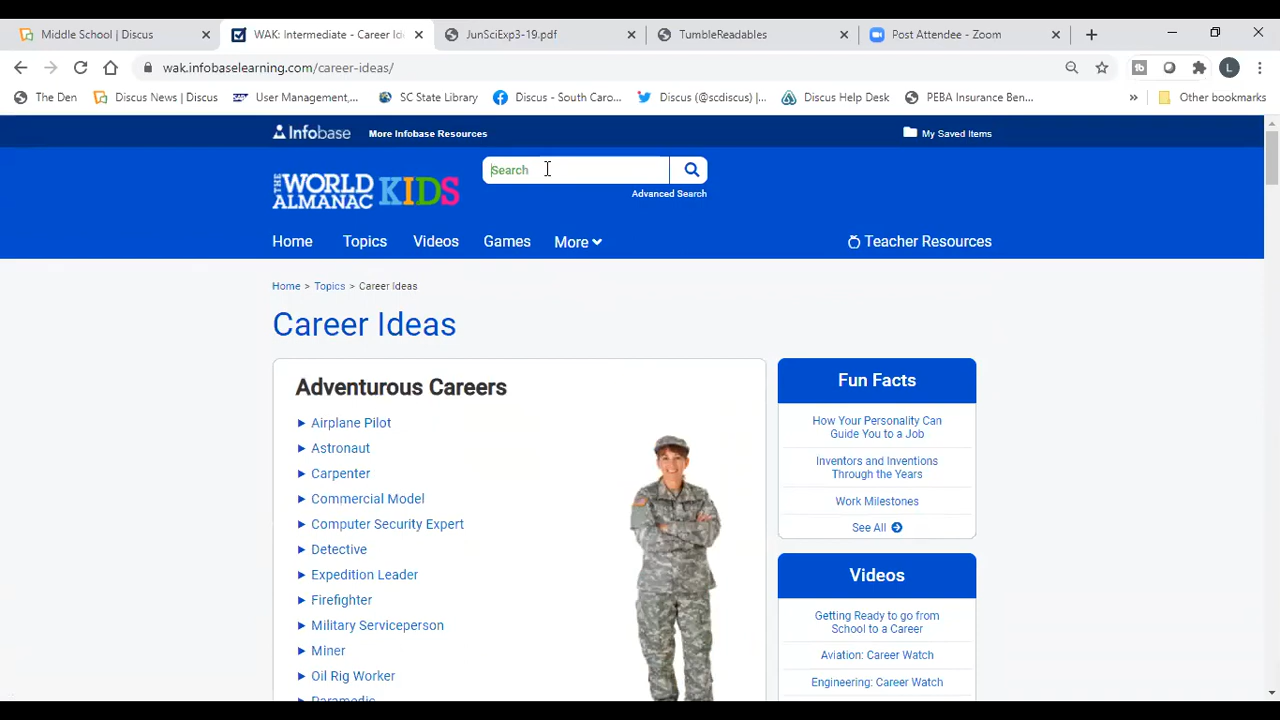 Middle School | Discus
WAK: Intermediate - Career Id
JunSciExp3-19.pdf
TumbleReadables
Post Attendee - Zoom
wak.infobaselearning.com/career-ideas/
L
The Den
Discus News | Discus
User Management,...
SC State Library
Discus - South Caro...
Discus (@scdiscus) |...
Discus Help Desk
PEBA Insurance Ben...
»
Other bookmarks
Infobase
More Infobase Resources
My Saved Items
THE WORLD
ALMANAC KIDS
Search
Advanced Search
Home
Topics
Videos
Games
More
Teacher Resources
Home > Topics > Career Ideas
Career Ideas
Adventurous Careers
Airplane Pilot
Astronaut
Carpenter
Commercial Model
Computer Security Expert
Detective
Expedition Leader
Firefighter
Military Serviceperson
Miner
Oil Rig Worker
Paramedic
Fun Facts
How Your Personality Can
Guide You to a Job
Inventors and Inventions
Through the Years
Work Milestones
See All
Videos
Getting Ready to go from
School to a Career
Aviation: Career Watch
Engineering: Career Watch